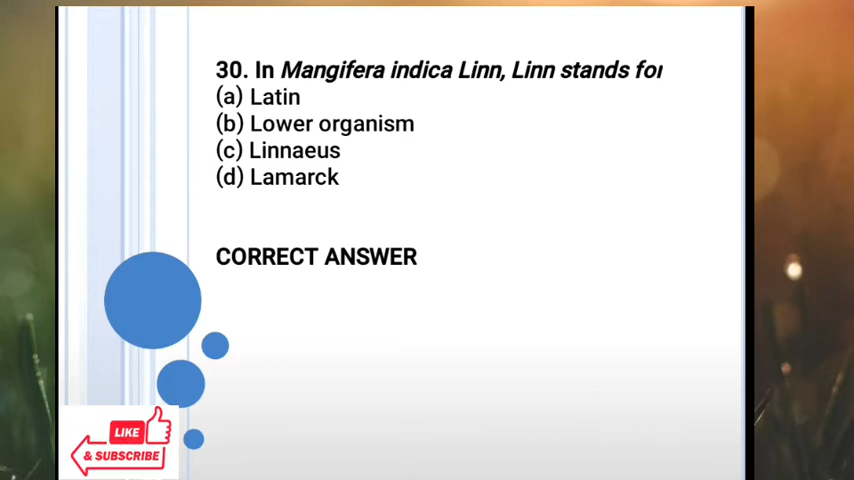 30. In Mangifera indica Linn, Linn stands for
(a) Latin
(b) Lower organism
(c) Linnaeus
(d) Lamarck
CORRECT ANSWER
LIKE
& SUBSCRIBE